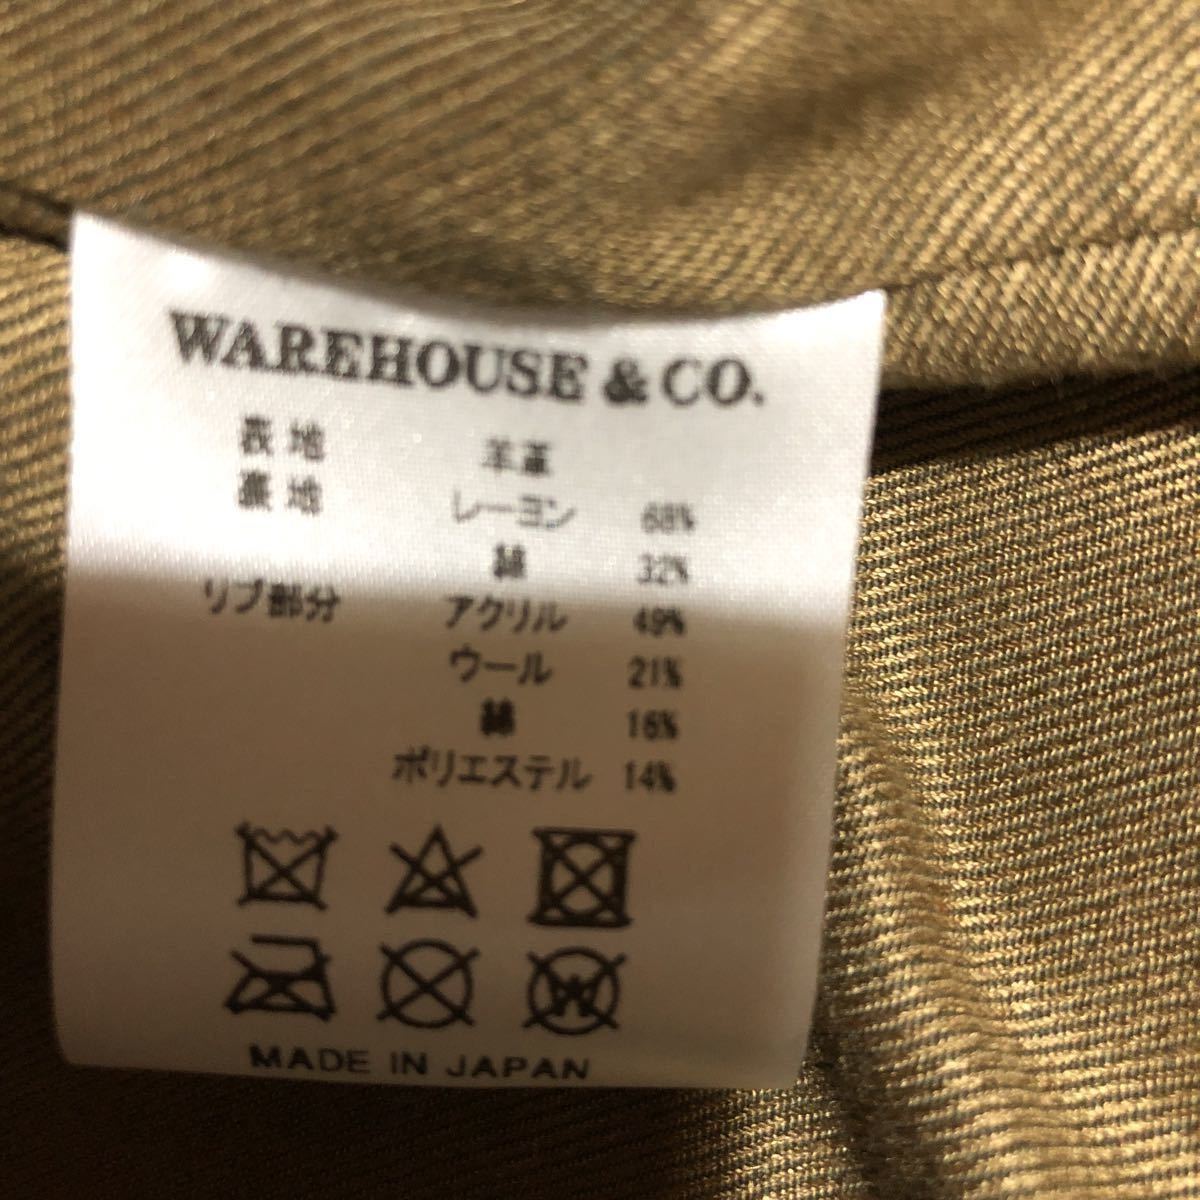 WAREHOUSE & CO.
表地 羊革
裏地 レーヨン 68%
綿 32%
リブ部分 アクリル 49%
ウール 21%
綿 16%
ポリエステル 14%
W
MADE IN JAPAN